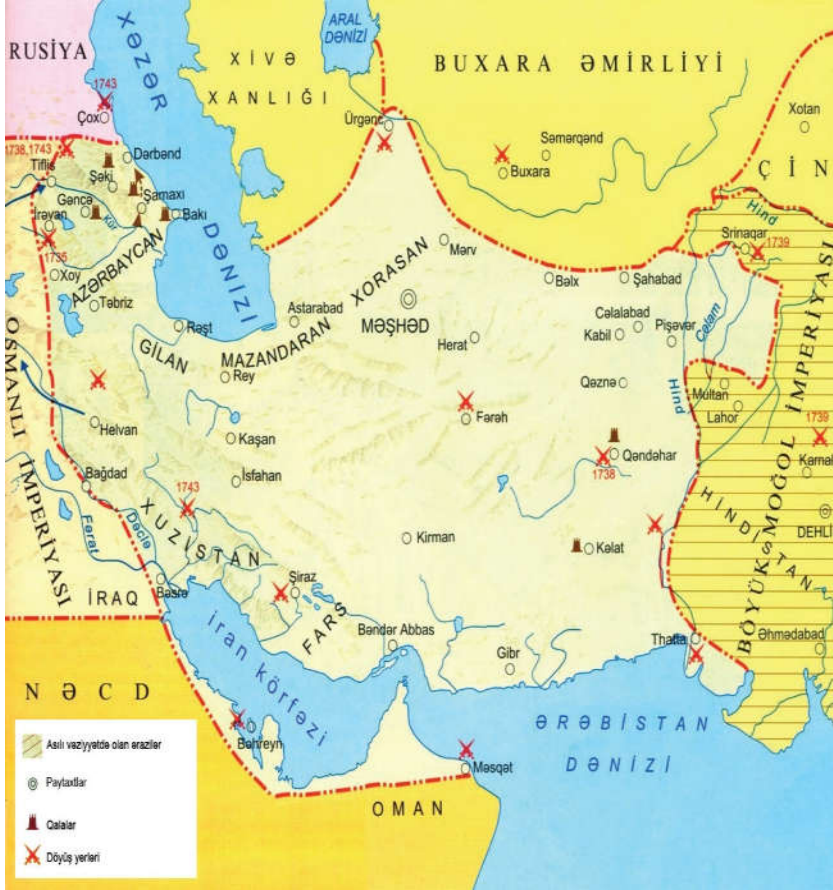 RUSİYA
XƏZƏR
DƏNİZİ
ARAL
DƏNİZİ
XİVƏ
XANLIĞI
BUXARA ƏMİRLİYİ
1743
Çox
Ürgənc
Səmərqənd
Buxara
Xotan
ÇİN
1738,1743
Tiflis
Dərbənd
Şəki
Şamaxı
Gəncə
Kür
Bakı
İrəvan
1735
Xoy
AZƏRBAYCAN
Təbriz
Hind
Srinaqar
1739
Mərv
Bəlx
Şahabad
XORASAN
MƏŞHƏD
Astarabad
MAZANDARAN
Rəşt
GİLAN
Rey
Herat
Cəlalabad
Kabil
Pişəvər
Cəlam
Qəznə
Hind
Multan
Lahor
OSMANLI İMPERİYASI
Helvan
Kaşan
İsfahan
Fərəh
Qəndəhar
1738
1739
Karnal
BÖYÜK MOĞOL İMPERİYASI
DEHLİ
HİNDİSTAN
Bağdad
1743
Fərat
Dəclə
XUZİSTAN
Kirman
Kəlat
İRAQ
Bəsrə
Şiraz
FARS
Bəndər Abbas
Gibr
Thatta
Əhmədabad
İran körfəzi
NƏCD
Bəhreyn
ƏRƏBİSTAN
DƏNİZİ
Məsqət
OMAN
Asılı vəziyyətdə olan ərazilər
Paytaxtlar
Qalalar
Döyüş yerləri